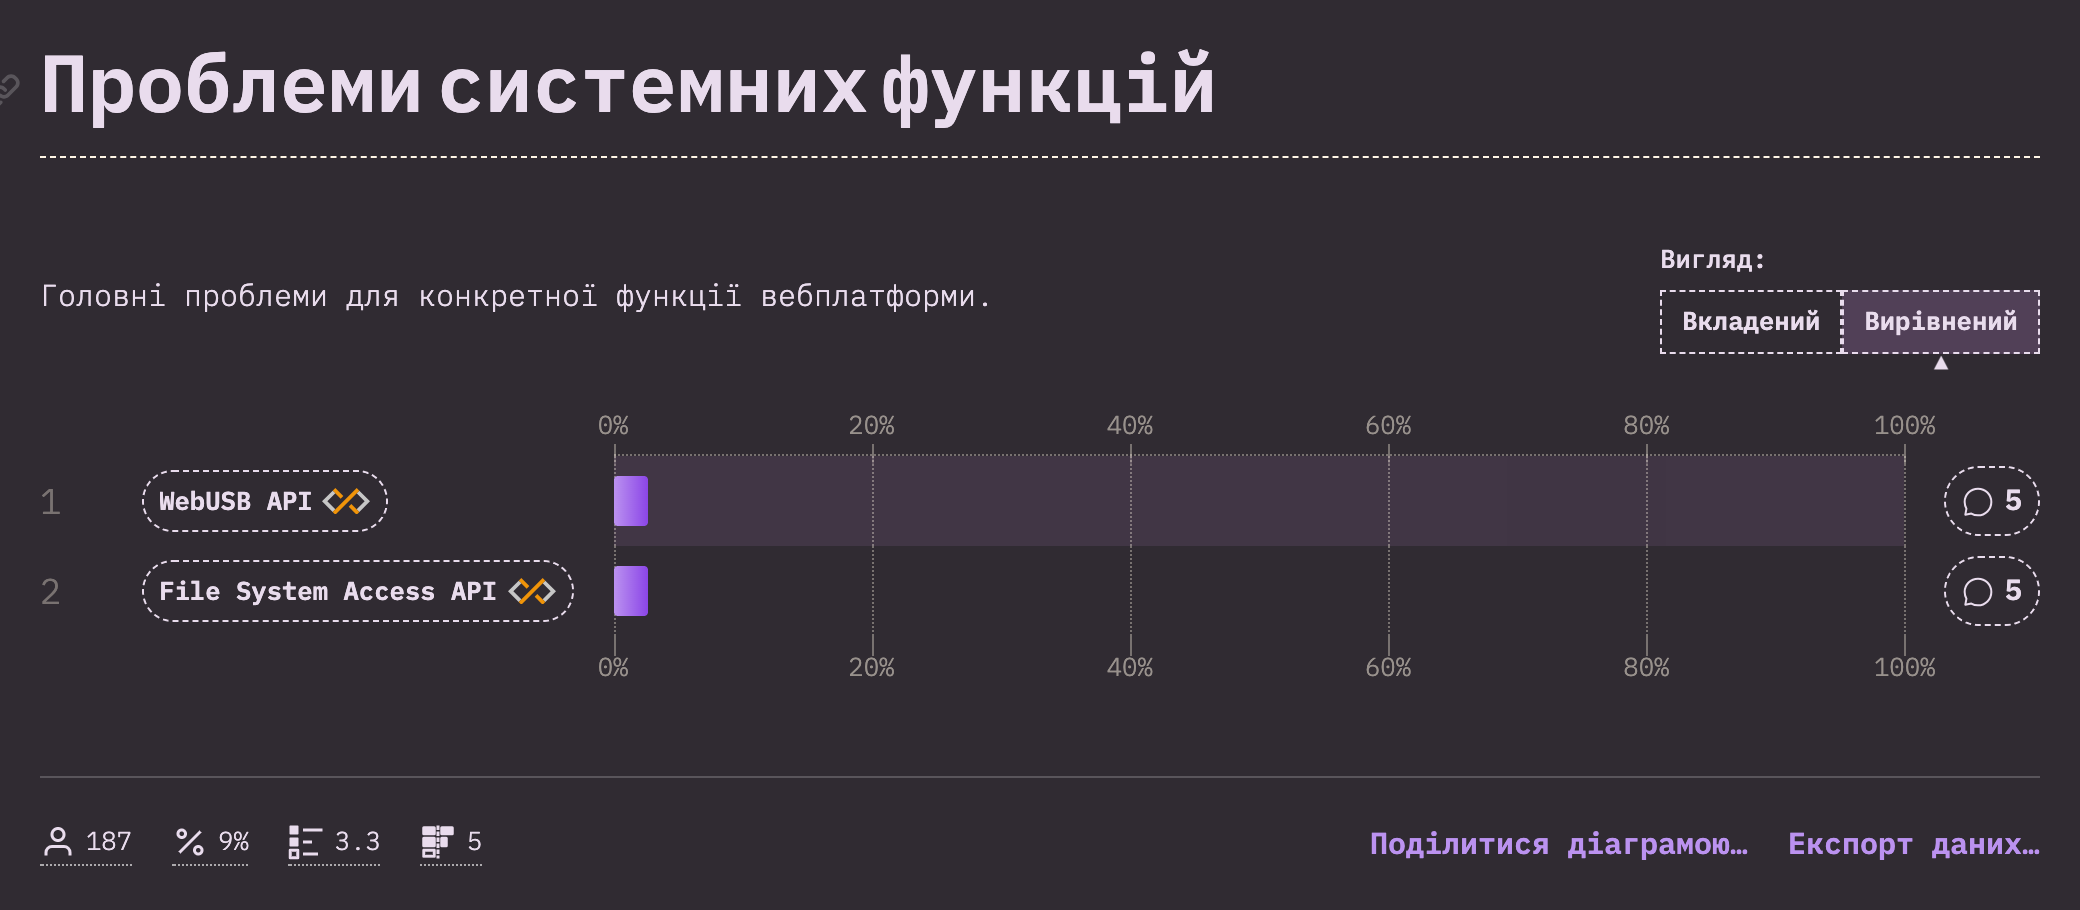 Проблеми системних функцій
Головні проблеми для конкретної функції вебплатформи.
Вигляд:
Вкладений Вирівнений
0% 20% 40% 60% 80% 100%
1 WebUSB API 5
2 File System Access API 5
0% 20% 40% 60% 80% 100%
187 9% 3.3 5 Поділитися діаграмою… Експорт даних…